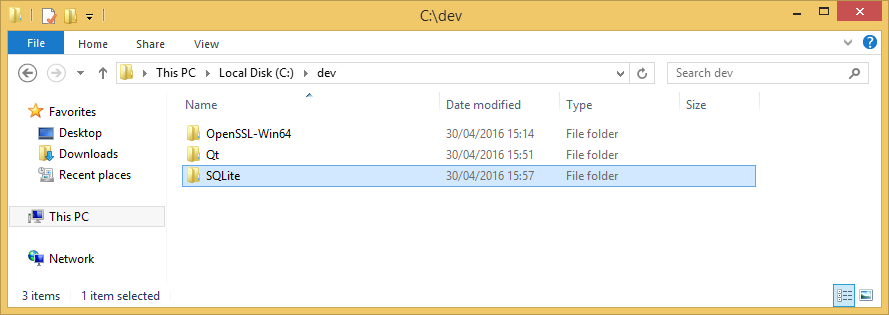 C:\dev
File Home Share View
This PC Local Disk (C:) dev Search dev
Favorites
Desktop
Downloads
Recent places
This PC
Network
Name Date modified Type Size
OpenSSL-Win64 30/04/2016 15:14 File folder
Qt 30/04/2016 15:51 File folder
SQLite 30/04/2016 15:57 File folder
3 items 1 item selected